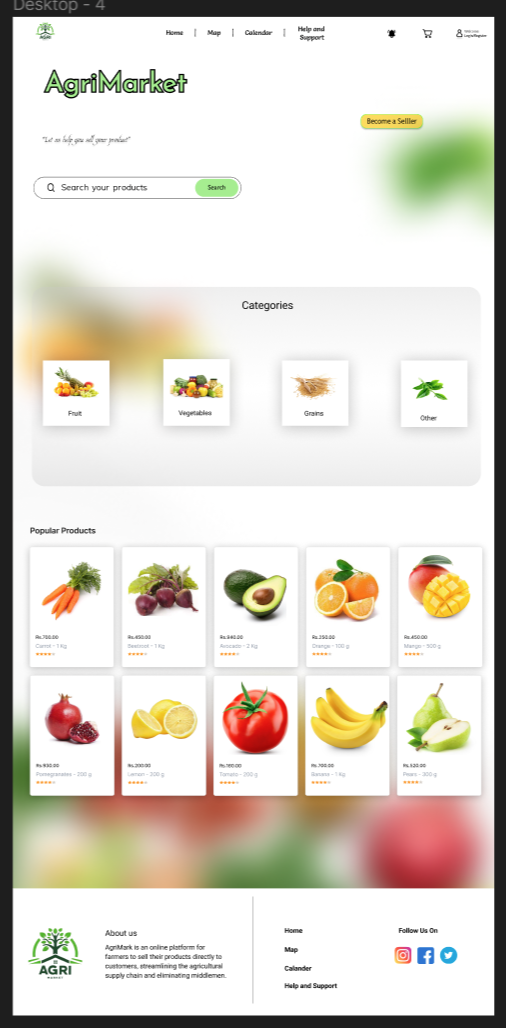 Desktop - 4
AGRI
Home | Map | Calendar | Help and
Support
Welcome
Log In/Register
AgriMarket
Become a Selller
"Let us help you sell your product"
Search your products
Search
Categories
Fruit
Vegetables
Grains
Other
Popular Products
Rs.750.00
Carrot - 1 Kg
Rs.450.00
Beetroot - 1 Kg
Rs.840.00
Avocado - 2 Kg
Rs.250.00
Orange - 100 g
Rs.450.00
Mango - 500 g
Rs.850.00
Pomegranates - 250 g
Rs.200.00
Lemon - 200 g
Rs.160.00
Tomato - 250 g
Rs.700.00
Banana - 1 Kg
Rs.520.00
Pears - 300 g
AGRI
MARKET
About us
AgriMark is an online platform for
farmers to sell their products directly to
customers, streamlining the agricultural
supply chain and eliminating middlemen.
Home
Map
Calander
Help and Support
Follow Us On